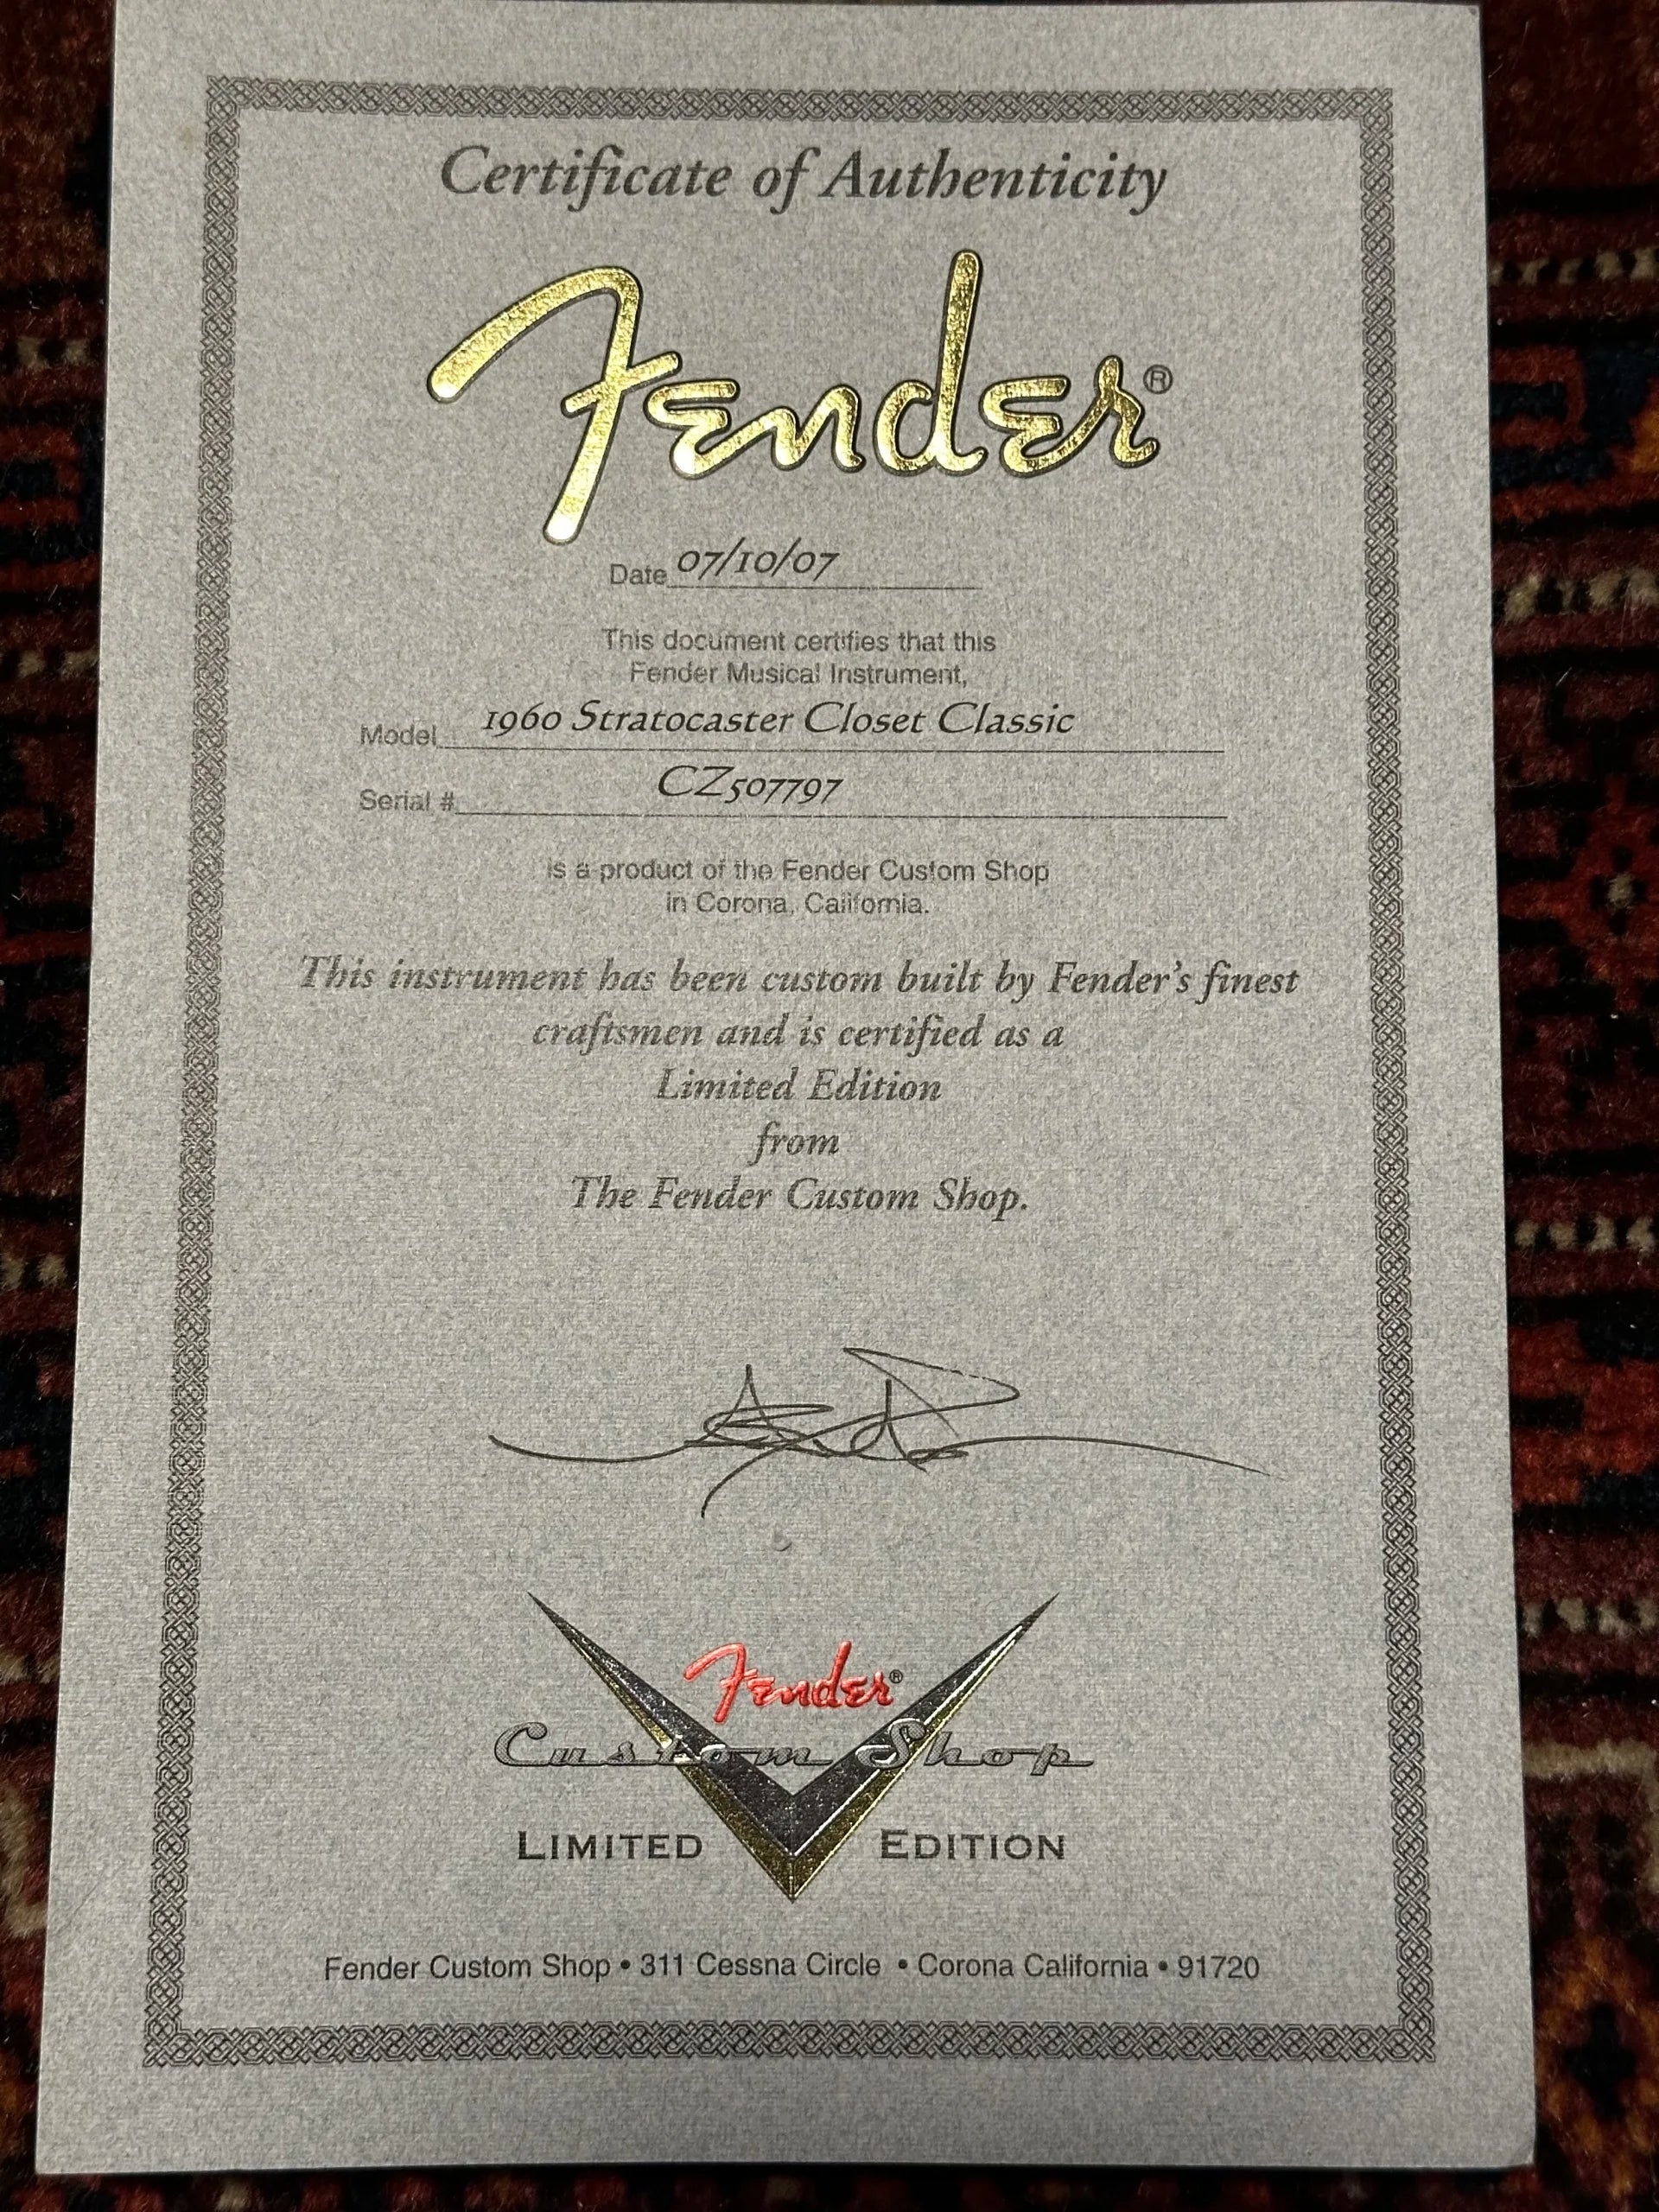 Certificate of Authenticity
Fender®
Date 07/10/07
This document certifies that this
Fender Musical Instrument,
Model 1960 Stratocaster Closet Classic
Serial # CZ507797
is a product of the Fender Custom Shop
in Corona, California.
This instrument has been custom built by Fender's finest
craftsmen and is certified as a
Limited Edition
from
The Fender Custom Shop.
Fender®
Custom Shop
LIMITED EDITION
Fender Custom Shop • 311 Cessna Circle • Corona California • 91720